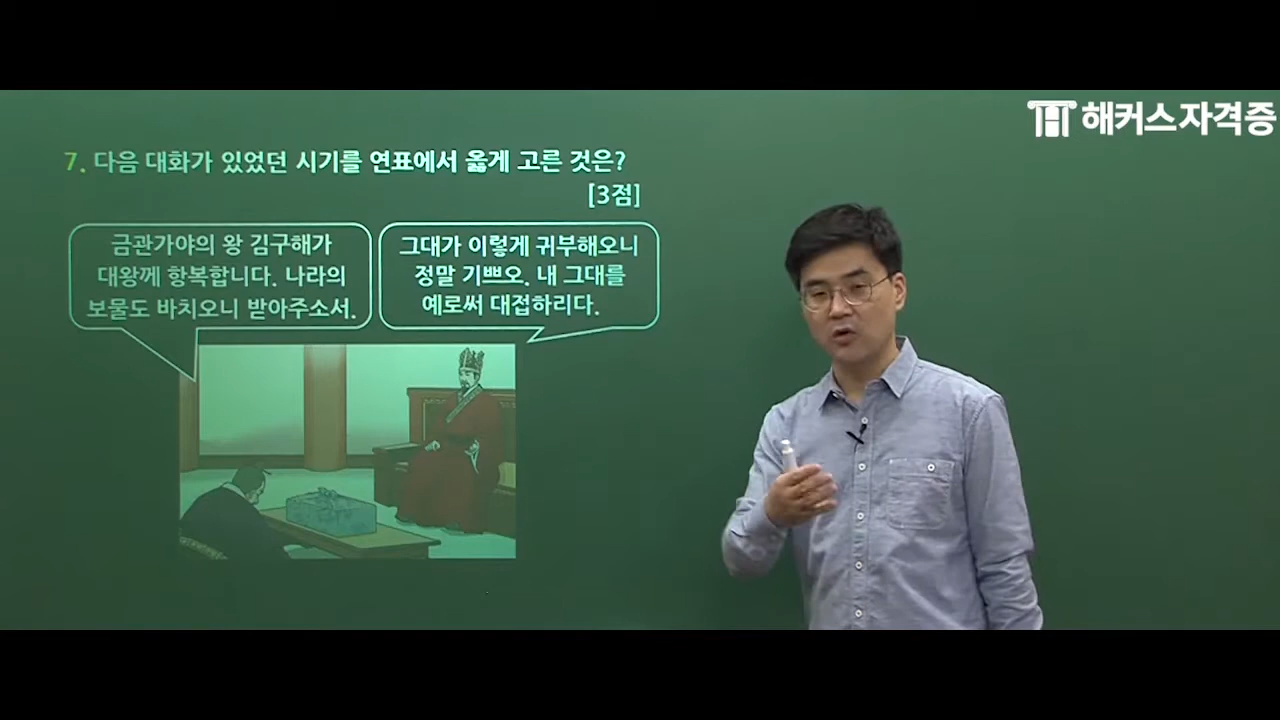 해커스자격증
7. 다음 대화가 있었던 시기를 연표에서 옳게 고른 것은?
[3점]
금관가야의 왕 김구해가
대왕께 항복합니다. 나라의
보물도 바치오니 받아주소서.
그대가 이렇게 귀부해오니
정말 기쁘오. 내 그대를
예로써 대접하리다.